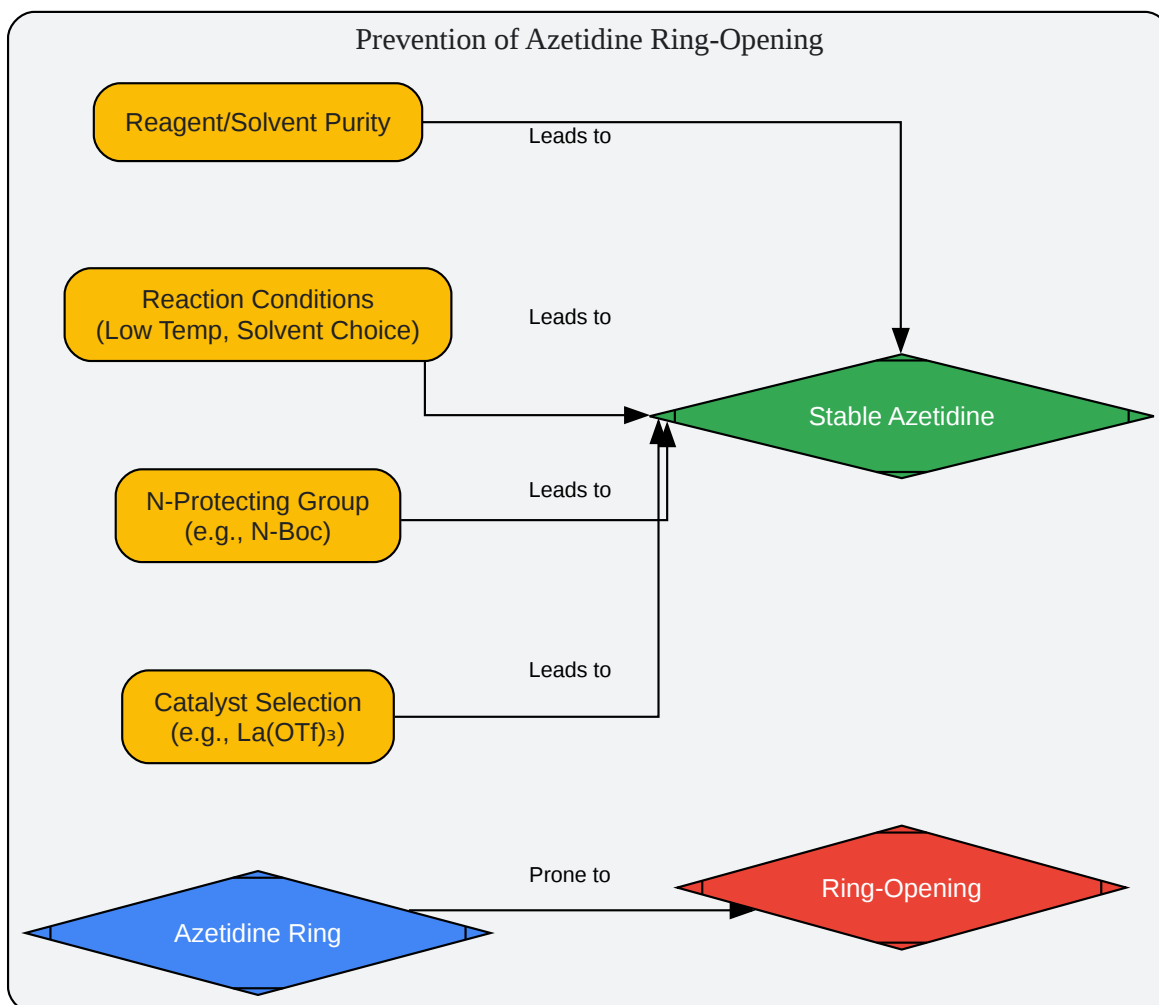 Prevention of Azetidine Ring-Opening
Reagent/Solvent Purity
Leads to
Reaction Conditions
(Low Temp, Solvent Choice)
Leads to
Stable Azetidine
N-Protecting Group
(e.g., N-Boc)
Leads to
Catalyst Selection
(e.g., La(OTf)₃)
Leads to
Azetidine Ring
Prone to
Ring-Opening